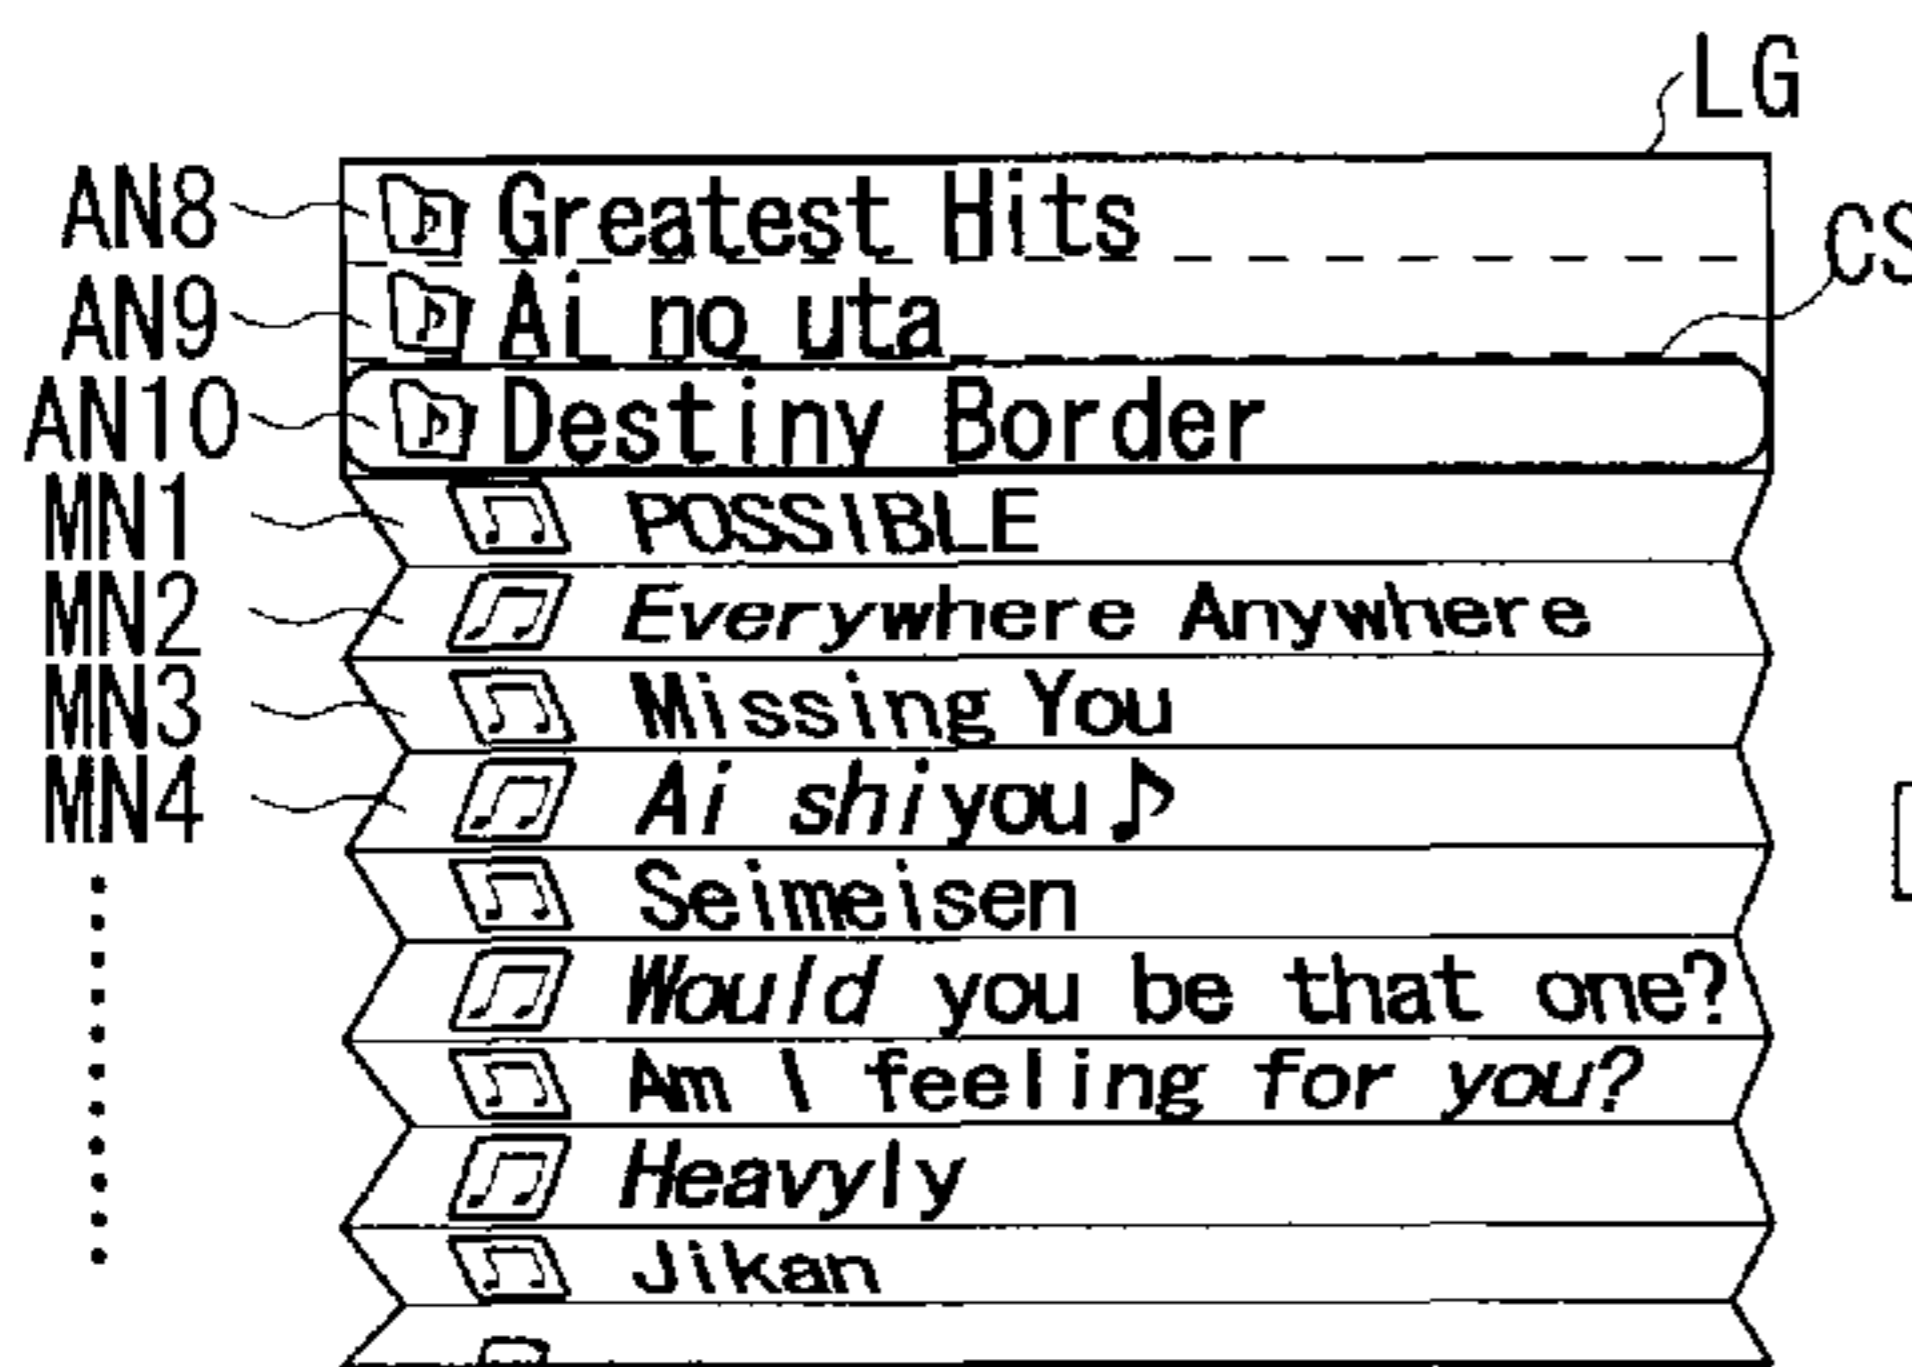 LG
AN8 Greatest Hits
CS
AN9 Ai no uta
AN10 Destiny Border
MN1 POSSIBLE
MN2 Everywhere Anywhere
MN3 Missing You
MN4 Ai shiyou♪
Seimeisen
Would you be that one?
Am I feeling for you?
Heavyly
Jikan